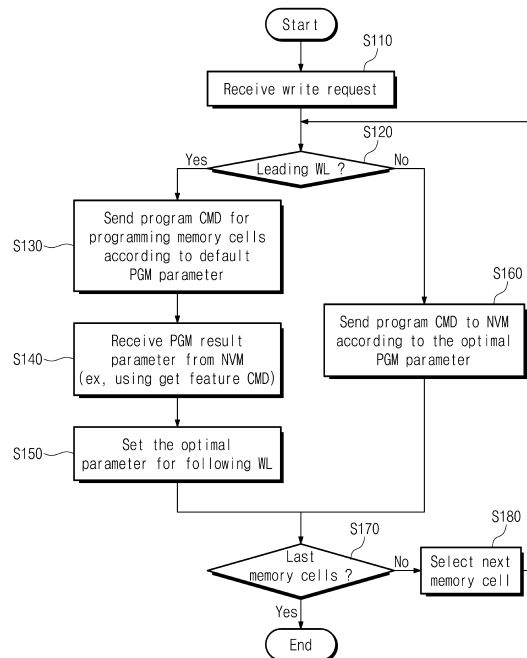 Start
S110
Receive write request
S120
Yes
Leading WL ?
No
S130
Send program CMD for
programming memory cells
according to default
PGM parameter
S160
Send program CMD to NVM
according to the optimal
PGM parameter
S140
Receive PGM result
parameter from NVM
(ex, using get feature CMD)
S150
Set the optimal
parameter for following WL
S170
Last
memory cells ?
No
S180
Select next
memory cell
Yes
End